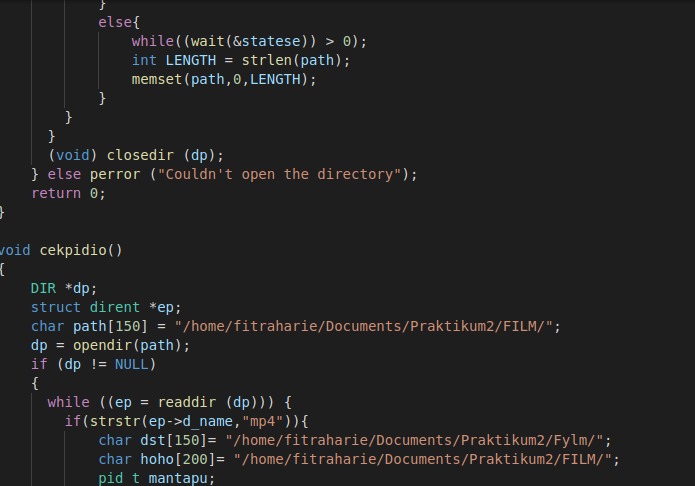 }
else{
while((wait(&statese)) > 0);
int LENGTH = strlen(path);
memset(path,0,LENGTH);
}
}
}
(void) closedir (dp);
} else perror ("Couldn't open the directory");
return 0;
}
void cekpidio()
{
DIR *dp;
struct dirent *ep;
char path[150] = "/home/fitraharie/Documents/Praktikum2/FILM/";
dp = opendir(path);
if (dp != NULL)
{
while ((ep = readdir (dp))) {
if(strstr(ep->d_name,"mp4")){
char dst[150]= "/home/fitraharie/Documents/Praktikum2/Fylm/";
char hoho[200]= "/home/fitraharie/Documents/Praktikum2/FILM/";
pid_t mantapu;